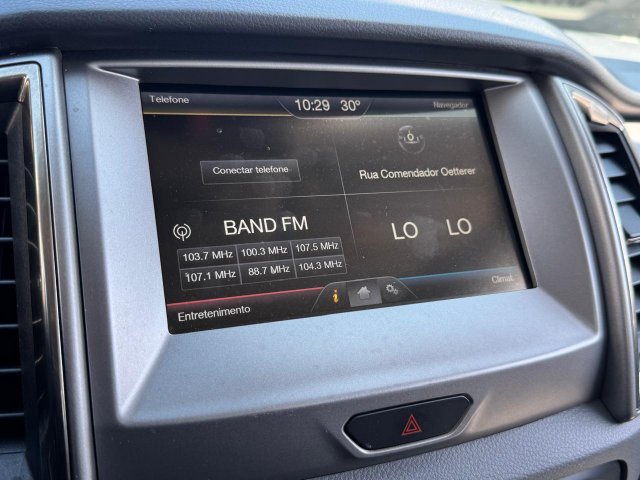 Telefone
10:29 30°
Navegador
Conectar telefone
Rua Comendador Oetterer
BAND FM
103.7 MHz 100.3 MHz 107.5 MHz
107.1 MHz 88.7 MHz 104.3 MHz
LO LO
Entretenimento
i
Climat.